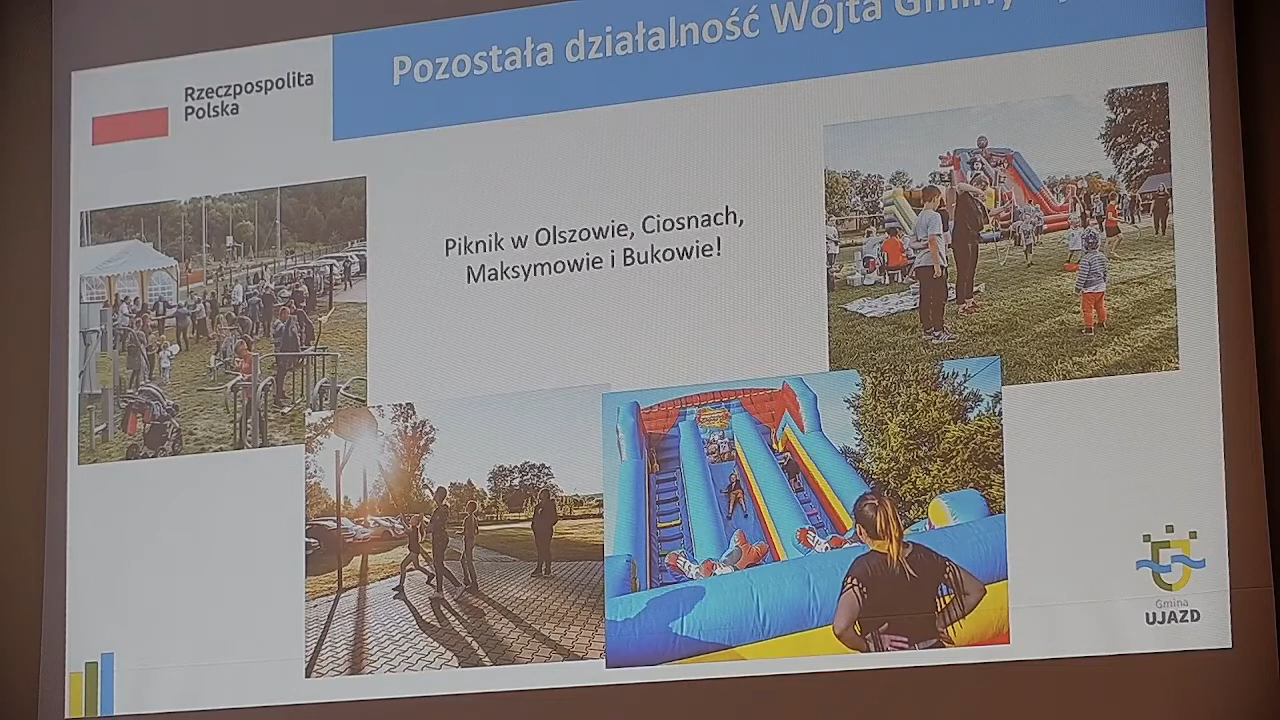 Pozostała działalność Wójta Gminy
Rzeczpospolita
Polska
Piknik w Olszowie, Ciosnach,
Maksymowie i Bukowie!
Gmina
UJAZD